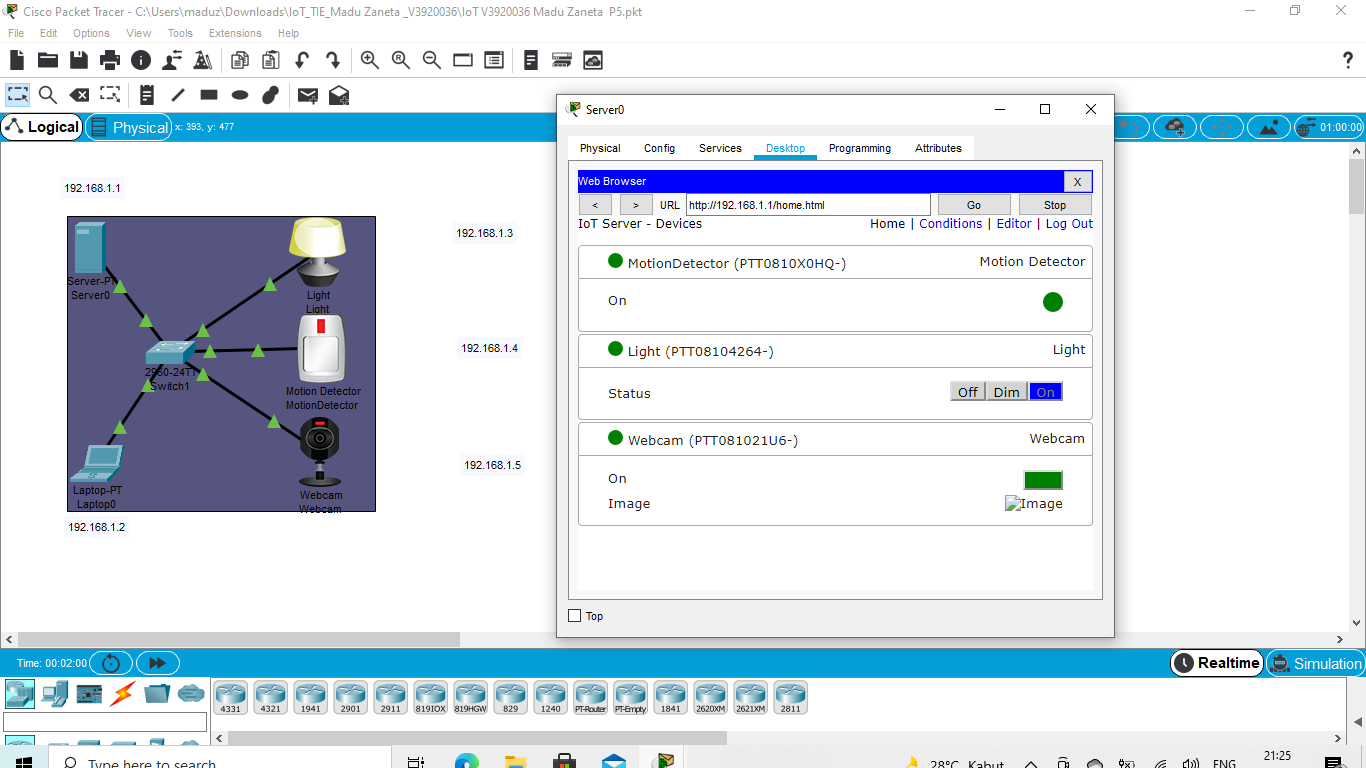 Cisco Packet Tracer - C:\Users\maduz\Downloads\IoT_TIE_Madu Zaneta _V3920036\IoT V3920036 Madu Zaneta  P5.pkt
File Edit Options View Tools Extensions Help
Logical Physical x: 393, y: 477
01:00:00
192.168.1.1
Server-PT
Server0
Light
Light
192.168.1.3
2960-24TT
Switch1
Motion Detector
MotionDetector
192.168.1.4
Laptop-PT
Laptop0
Webcam
Webcam
192.168.1.5
192.168.1.2
Server0
Physical Config Services Desktop Programming Attributes
Web Browser X
< > URL http://192.168.1.1/home.html Go Stop
IoT Server - Devices Home | Conditions | Editor | Log Out
MotionDetector (PTT0810X0HQ-) Motion Detector
On
Light (PTT08104264-) Light
Status Off Dim On
Webcam (PTT081021U6-) Webcam
On
Image Image
Top
Time: 00:02:00
Realtime Simulation
4331 4321 1941 2901 2911 819IOX 819HGW 829 1240 PT-Router PT-Empty 1841 2620XM 2621XM 2811
Type here to search
28°C Kabut ENG 21:25